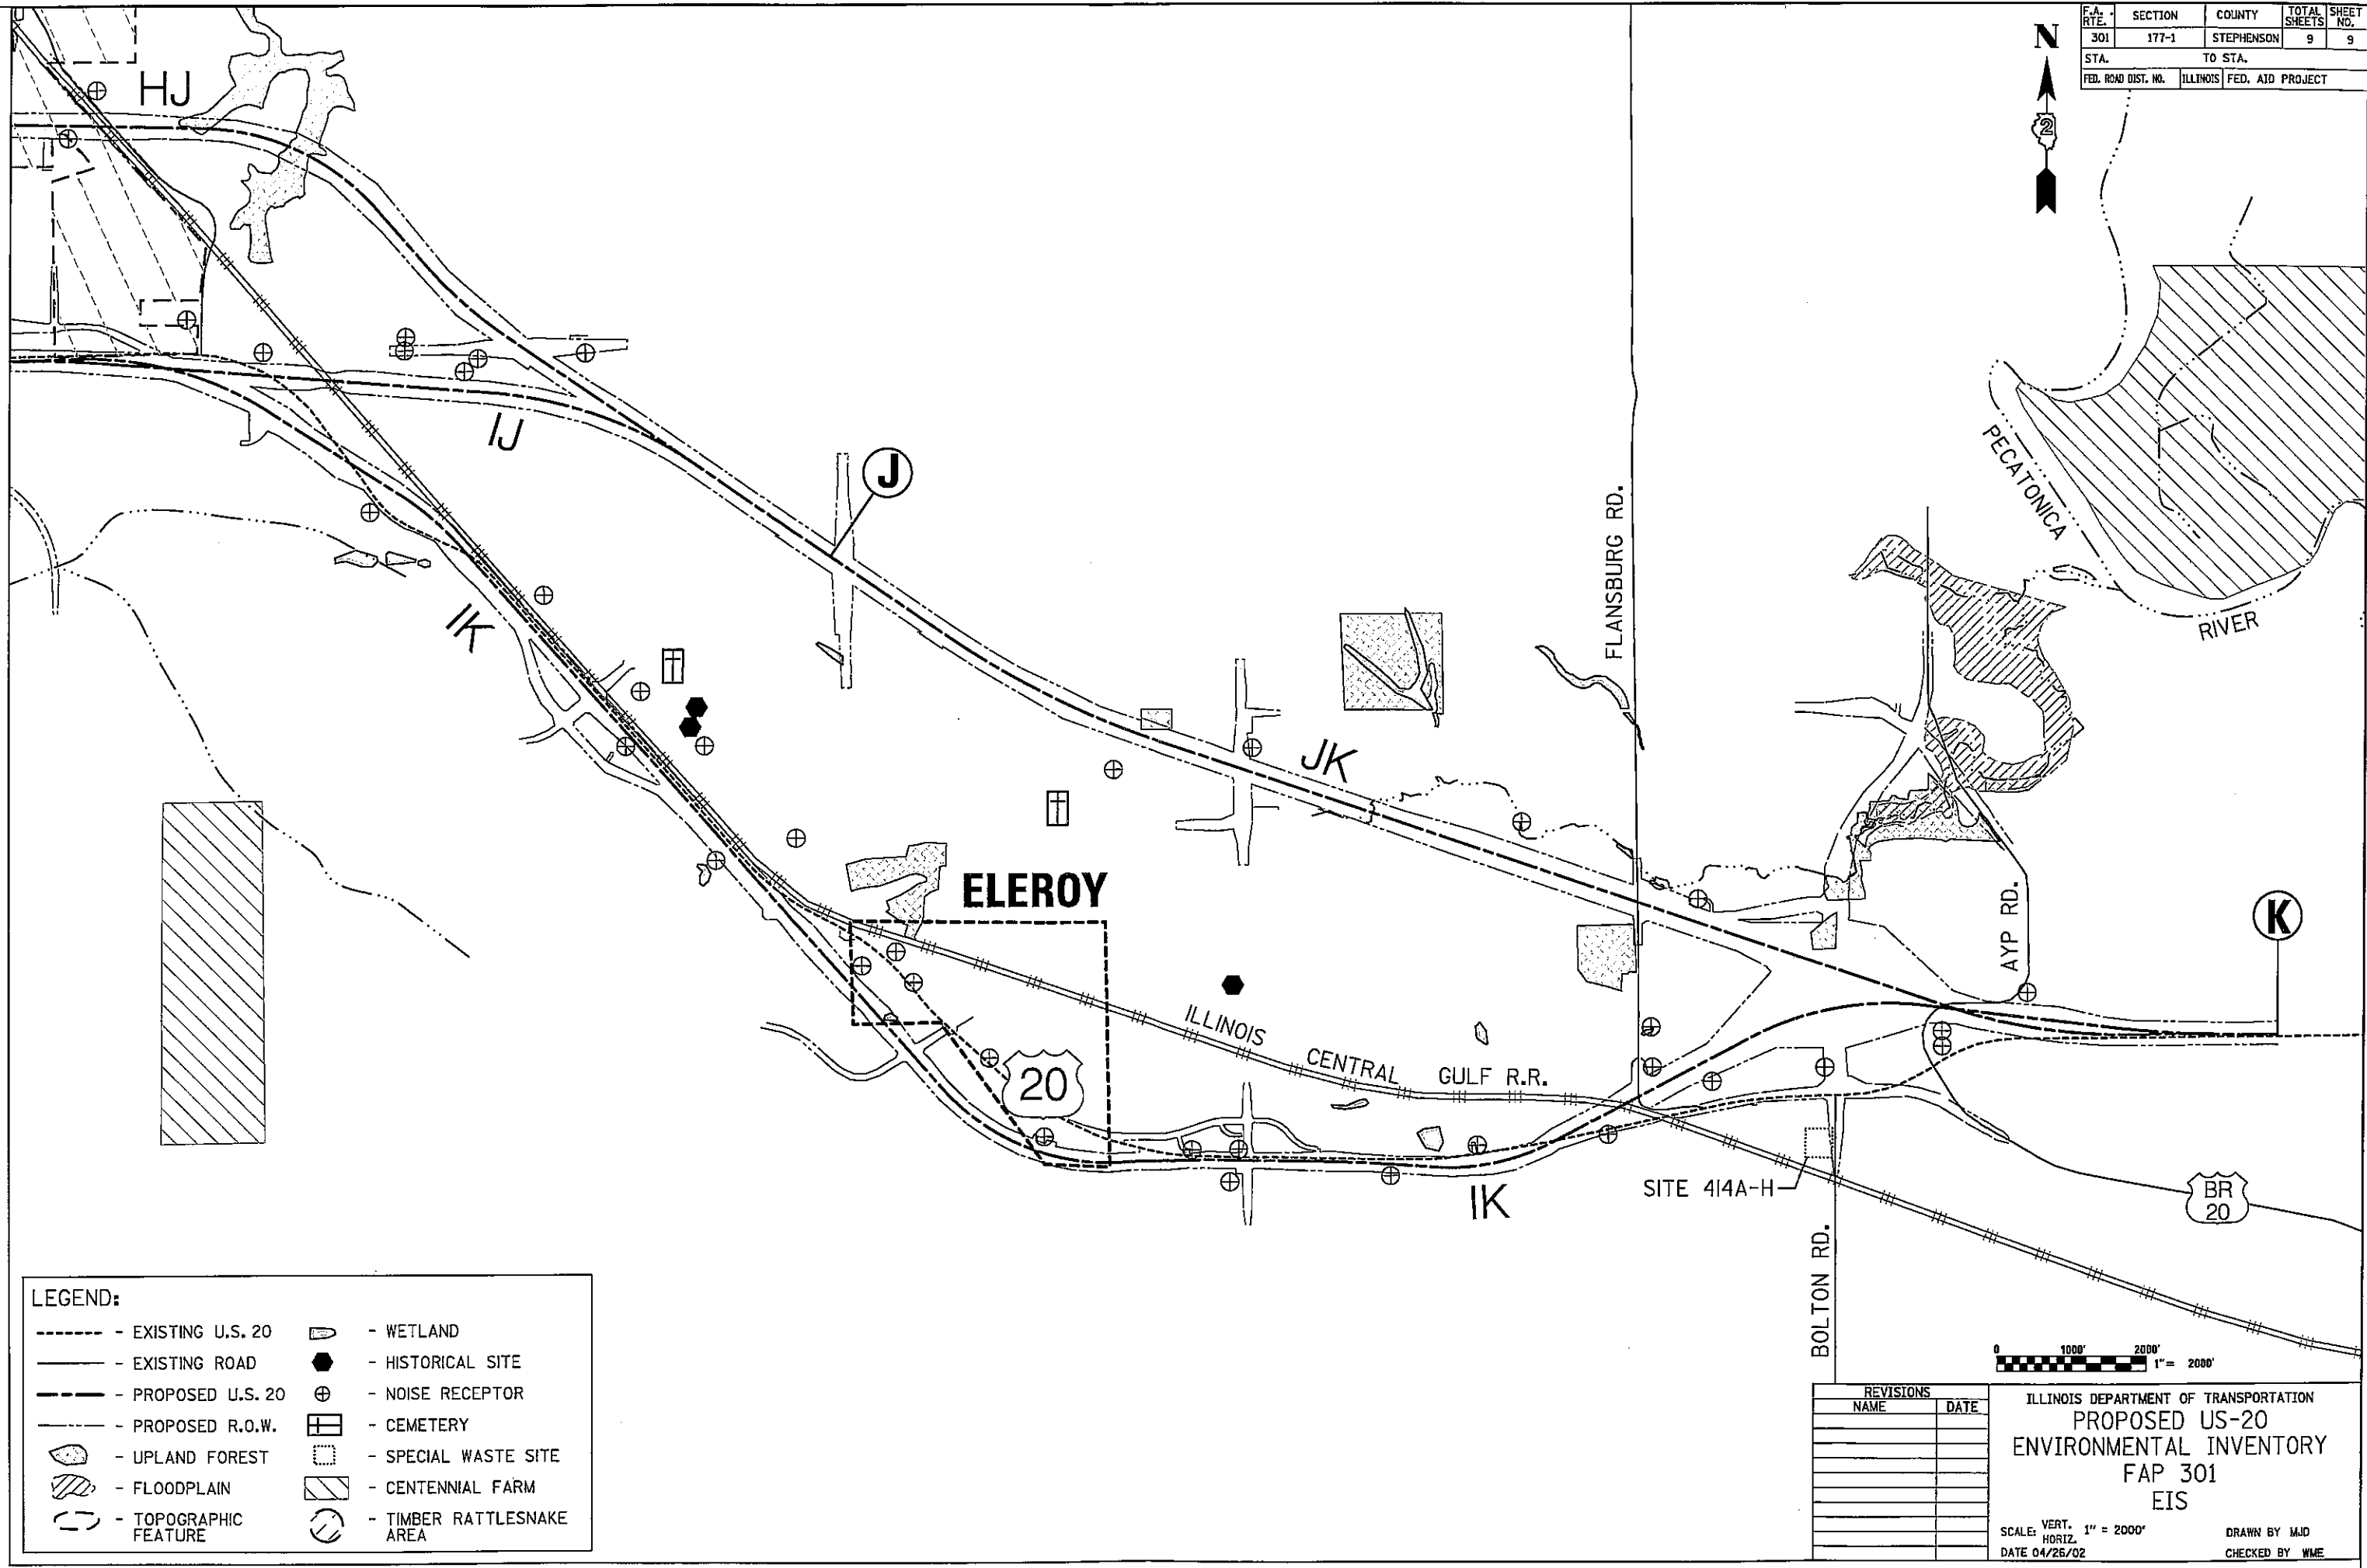 F.A. RTE. SECTION COUNTY TOTAL SHEETS SHEET NO.
301 177-1 STEPHENSON 9 9
STA. TO STA.
FED. ROAD DIST. NO. ILLINOIS FED. AID PROJECT
N
2
HJ
IJ
J
IK
PECATONICA
RIVER
FLANSBURG RD.
JK
ELEROY
AYP RD.
K
20
ILLINOIS
CENTRAL
GULF R.R.
IK
SITE 414A-H
BR
20
BOLTON RD.
LEGEND:
- EXISTING U.S. 20
- EXISTING ROAD
- PROPOSED U.S. 20
- PROPOSED R.O.W.
- UPLAND FOREST
- FLOODPLAIN
- TOPOGRAPHIC
FEATURE
- WETLAND
- HISTORICAL SITE
- NOISE RECEPTOR
- CEMETERY
- SPECIAL WASTE SITE
- CENTENNIAL FARM
- TIMBER RATTLESNAKE
AREA
0 1000' 2000'
1"= 2000'
REVISIONS
NAME DATE
ILLINOIS DEPARTMENT OF TRANSPORTATION
PROPOSED US-20
ENVIRONMENTAL INVENTORY
FAP 301
EIS
SCALE: VERT. HORIZ. 1" = 2000'
DATE 04/26/02
DRAWN BY MJD
CHECKED BY WME